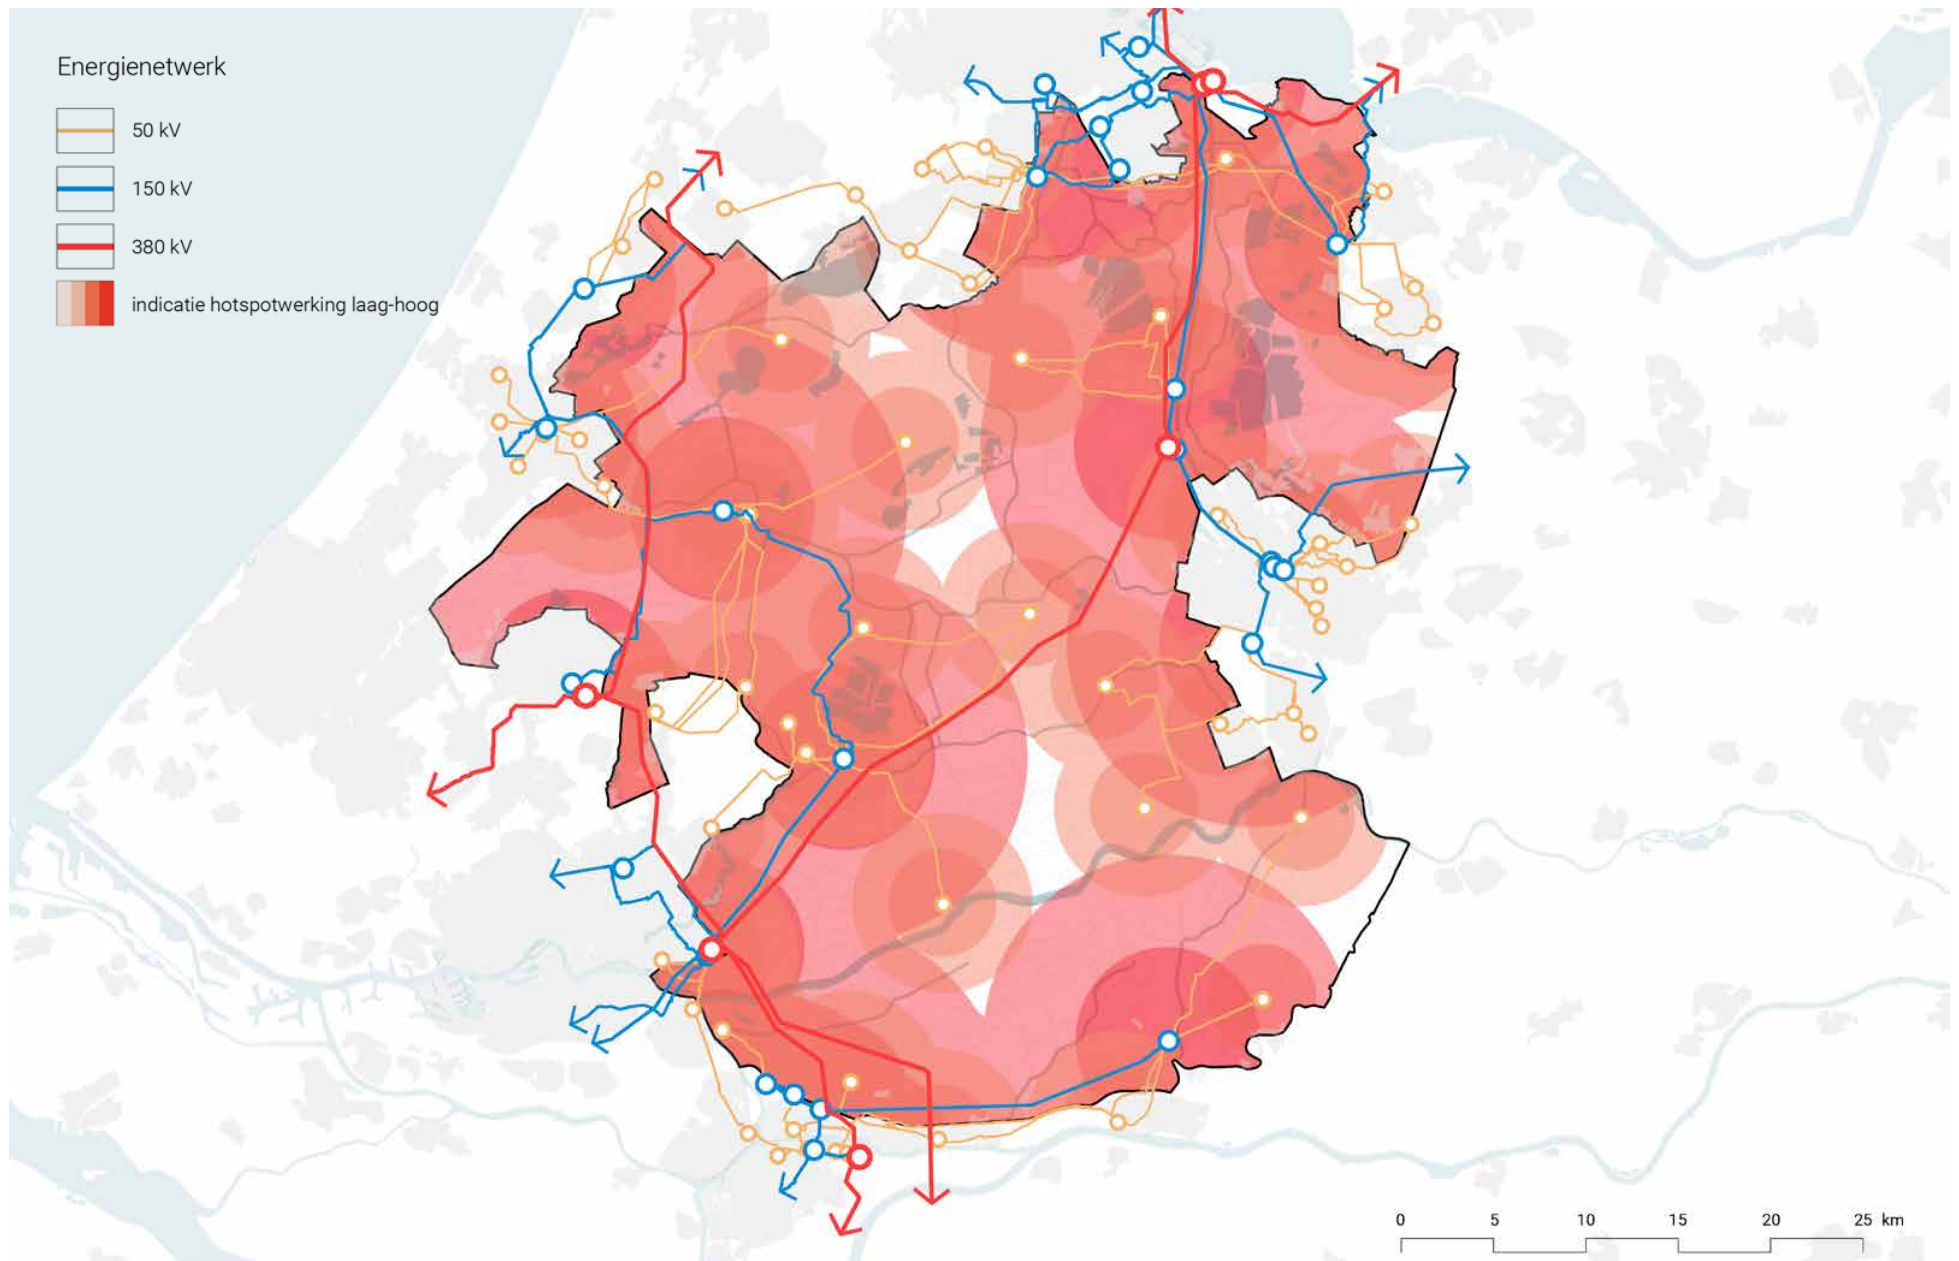 Energienetwerk
50 kV
150 kV
380 kV
indicatie hotspotwerking laag-hoog
0 5 10 15 20 25 km